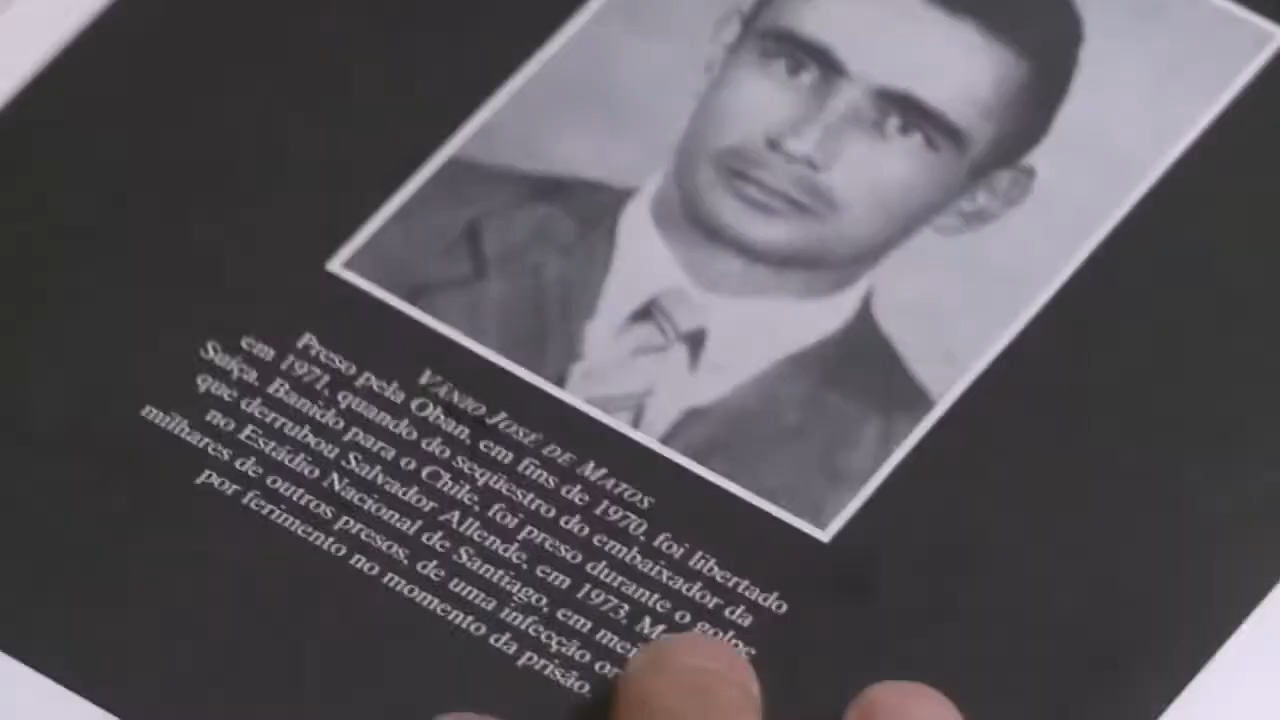 VÂNIO JOSÉ DE MATOS
Preso pela Oban, em fins de 1970, foi libertado
em 1971, quando do seqüestro do embaixador da
Suíça. Banido para o Chile, foi preso durante o golpe
que derrubou Salvador Allende, em 1973. M
no Estádio Nacional de Santiago, em mei
milhares de outros presos, de uma infecção or
por ferimento no momento da prisão.